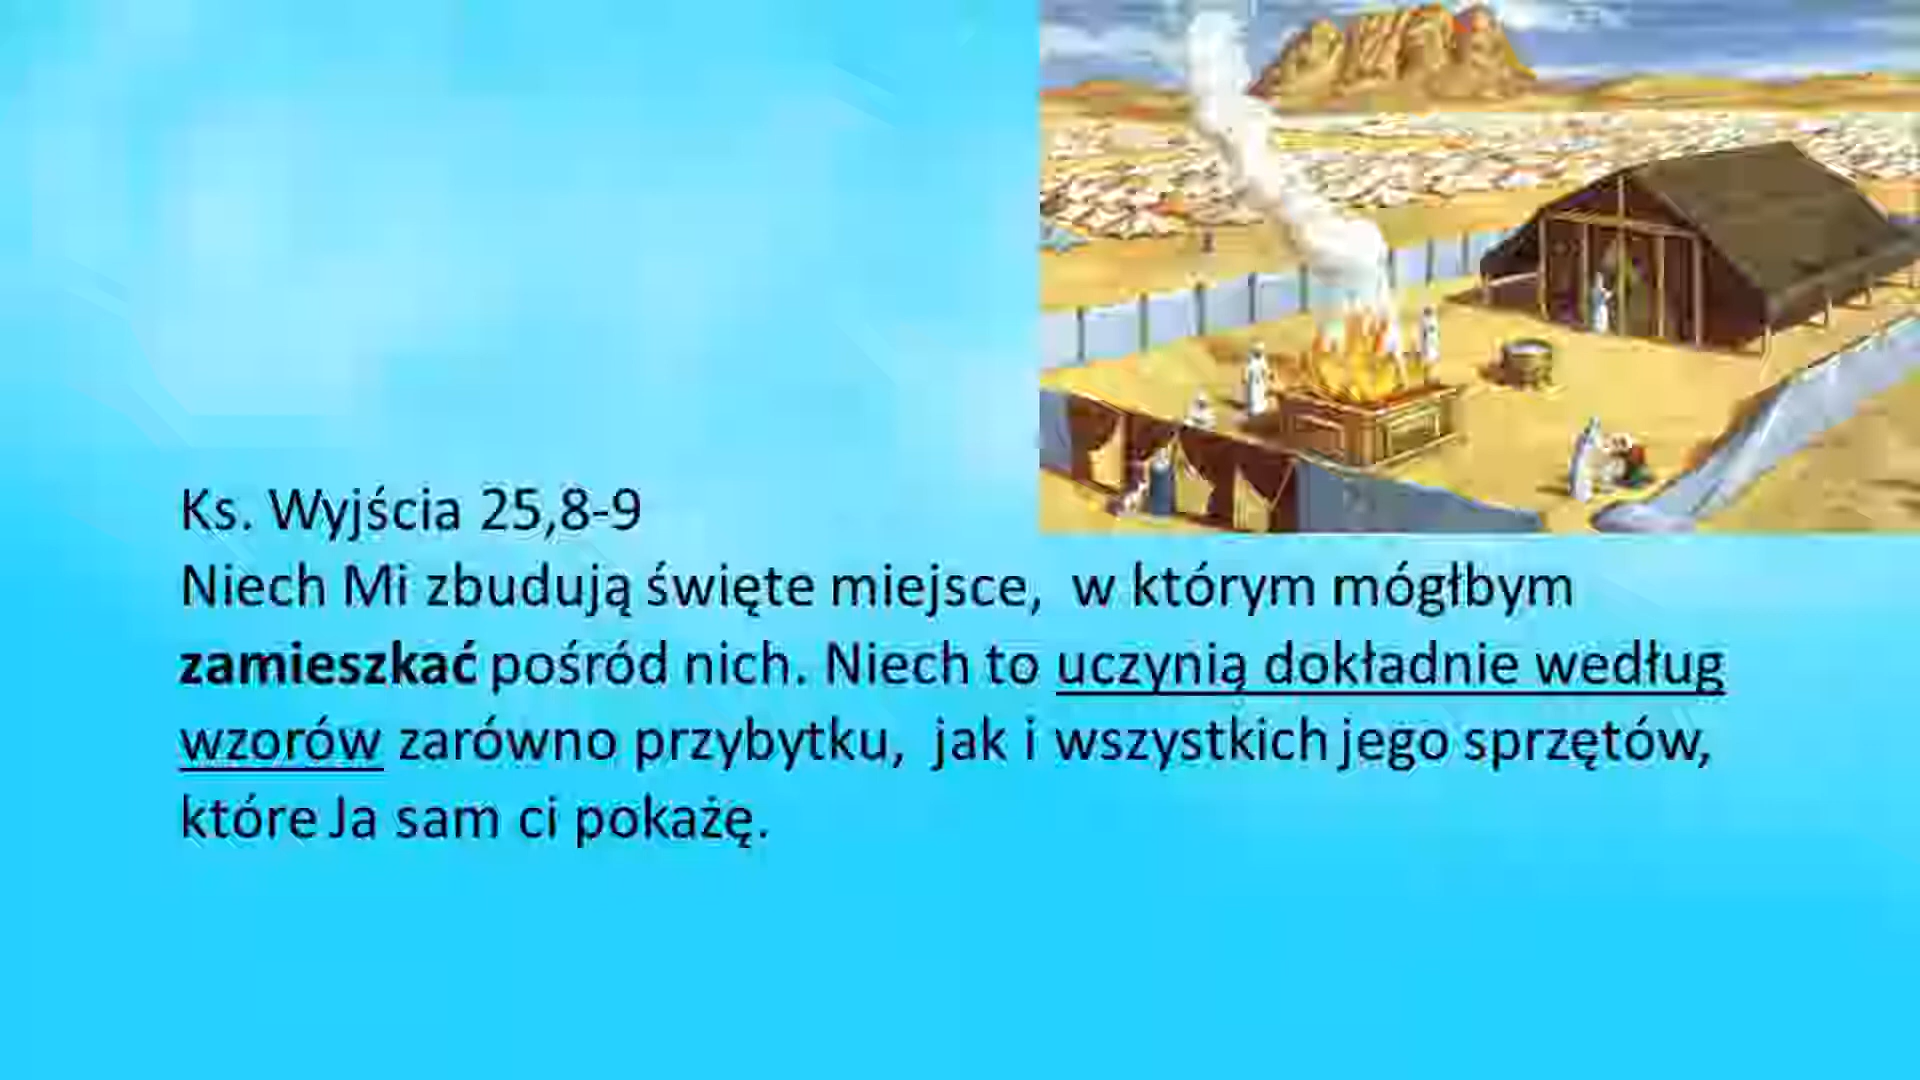 Ks. Wyjścia 25,8-9
Niech Mi zbudują święte miejsce, w którym mógłbym
zamieszkać pośród nich. Niech to uczynią dokładnie według
wzorów zarówno przybytku, jak i wszystkich jego sprzętów,
które Ja sam ci pokażę.